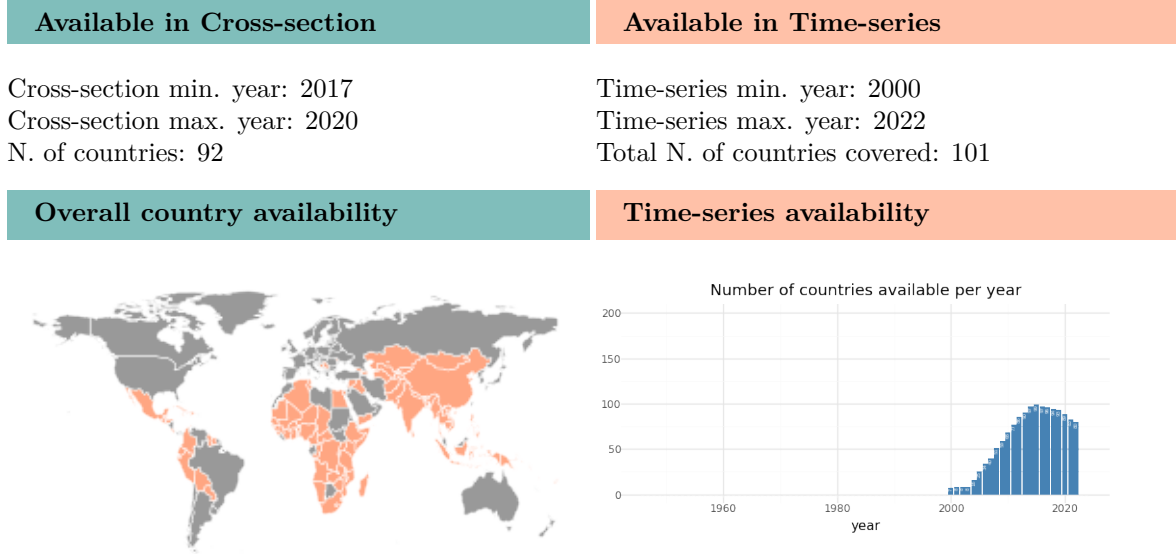 Available in Cross-section
Available in Time-series
Cross-section min. year: 2017
Cross-section max. year: 2020
N. of countries: 92
Time-series min. year: 2000
Time-series max. year: 2022
Total N. of countries covered: 101
Overall country availability
Time-series availability
Number of countries available per year
200
150
100
50
0
1960 1980 2000 2020
year